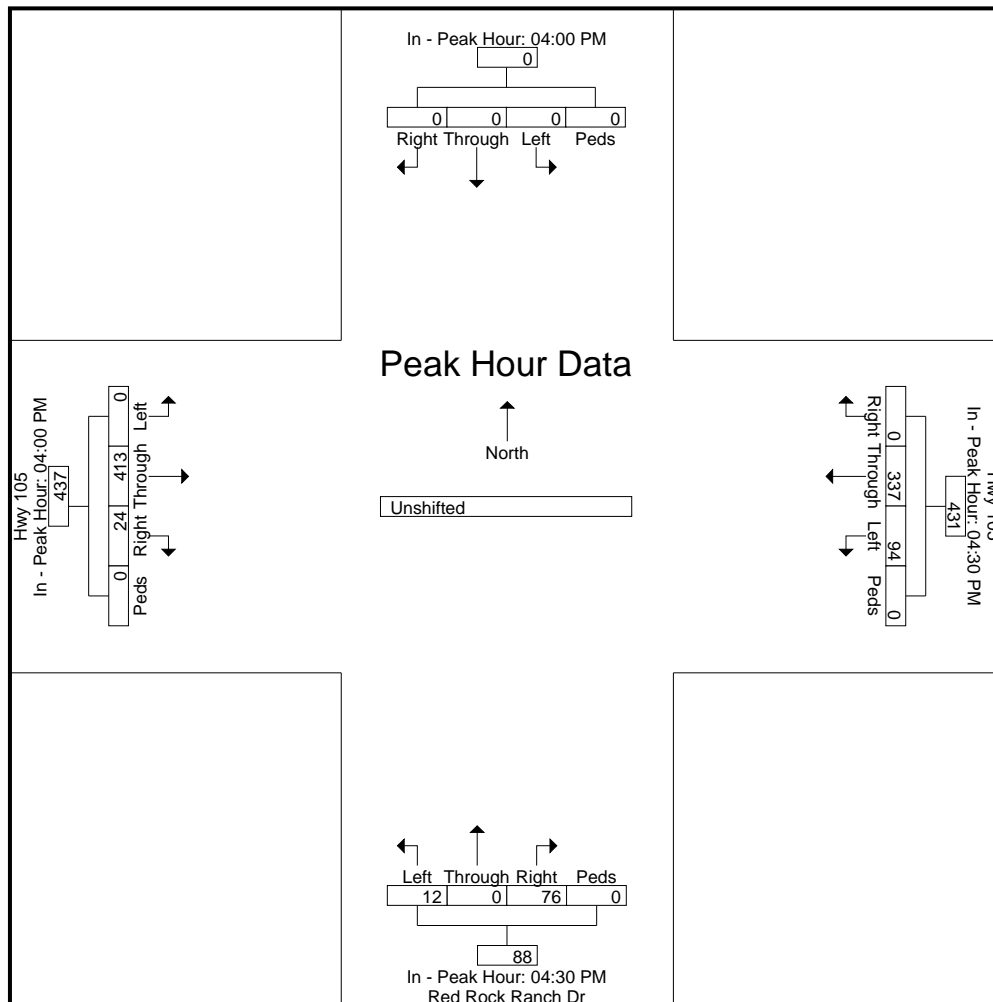 In - Peak Hour: 04:00 PM
0
0 0 0 0
Right Through Left Peds
Peak Hour Data
North
Unshifted
Hwy 105
In - Peak Hour: 04:00 PM
437
0 413 24 0
Left Through Right Peds
In - Peak Hour: 04:30 PM
431
0 337 94 0
Right Through Left Peds
Left Through Right Peds
12 0 76 0
88
In - Peak Hour: 04:30 PM
Red Rock Ranch Dr